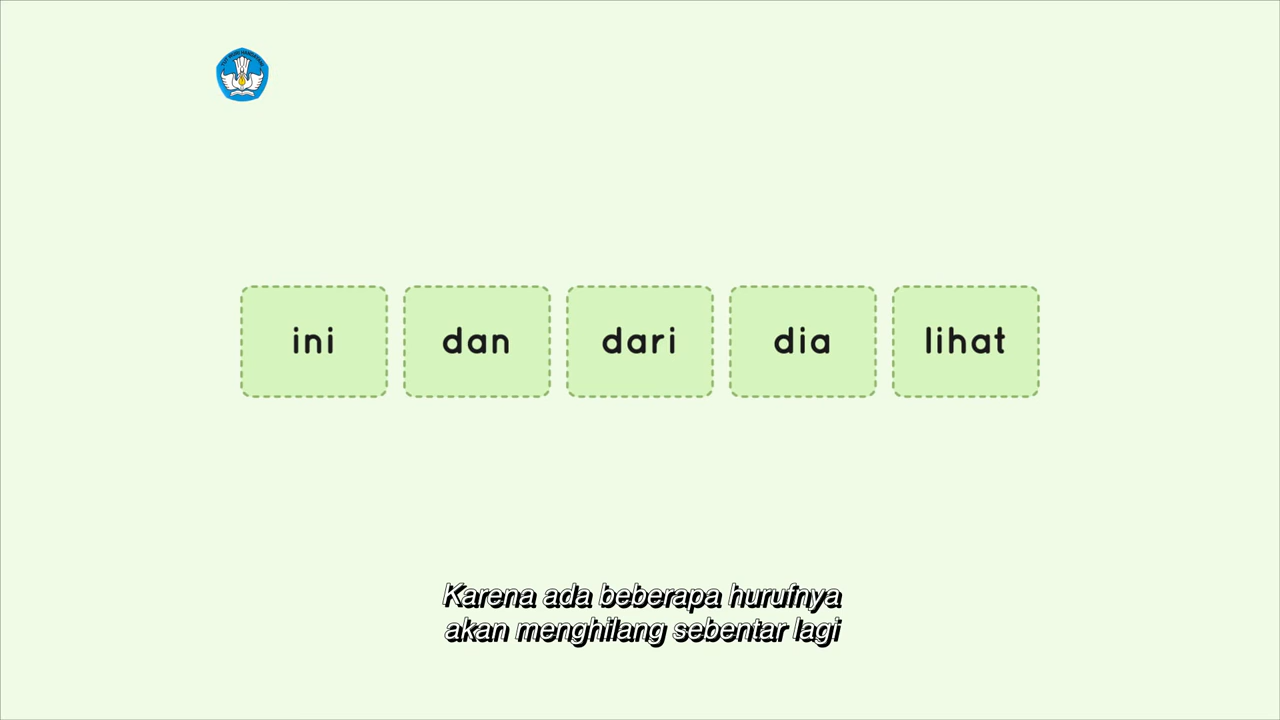 ini dan dari dia lihat
Karena ada beberapa hurufnya
akan menghilang sebentar lagi